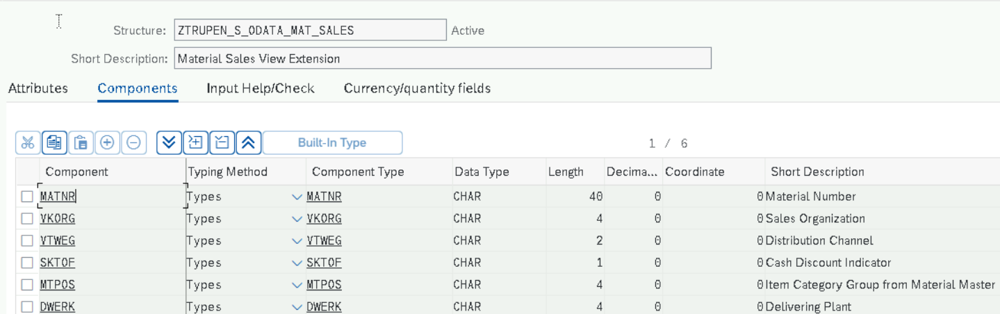 Structure: ZTRUPEN_S_ODATA_MAT_SALES Active
Short Description: Material Sales View Extension
Attributes Components Input Help/Check Currency/quantity fields
Built-In Type 1 / 6
Component Typing Method Component Type Data Type Length Decima... Coordinate Short Description
MATNR Types MATNR CHAR 40 0 0 Material Number
VKORG Types VKORG CHAR 4 0 0 Sales Organization
VTWEG Types VTWEG CHAR 2 0 0 Distribution Channel
SKTOF Types SKTOF CHAR 1 0 0 Cash Discount Indicator
MTPOS Types MTPOS CHAR 4 0 0 Item Category Group from Material Master
DWERK Types DWERK CHAR 4 0 0 Delivering Plant